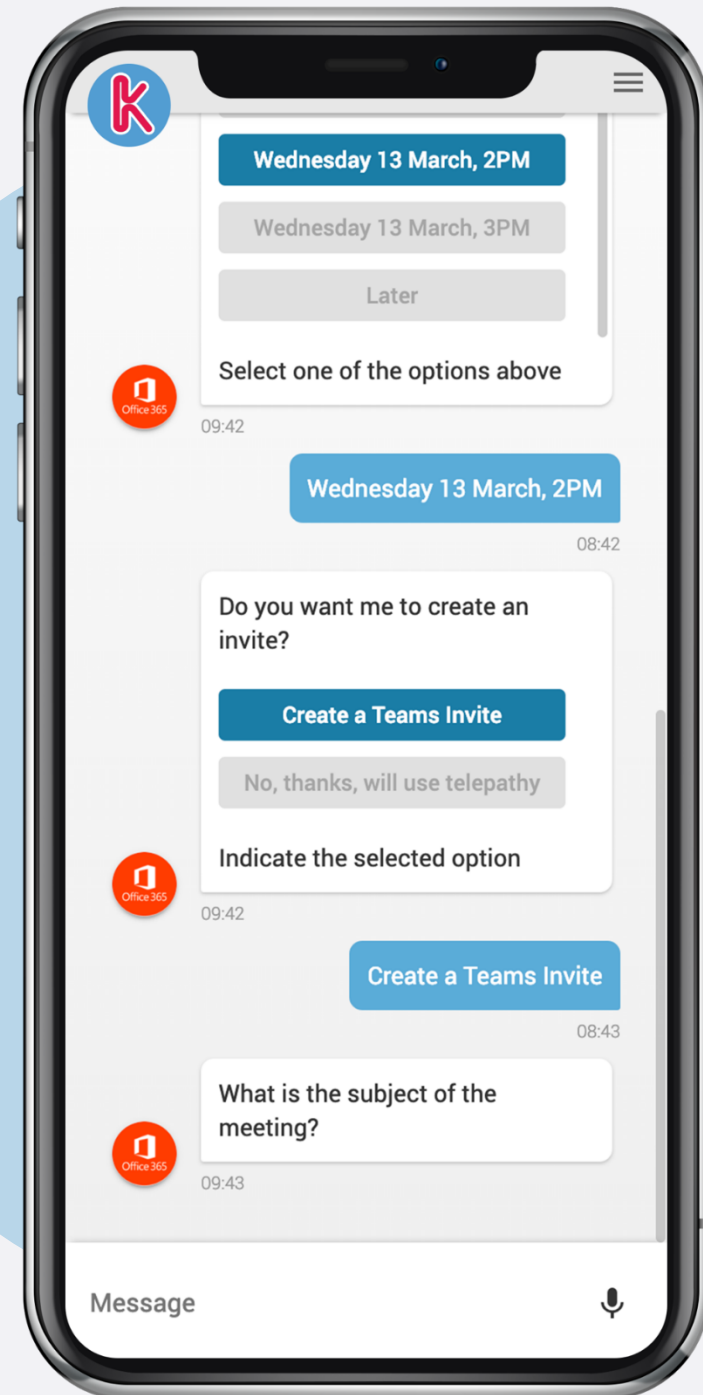 k
Wednesday 13 March, 2PM
Wednesday 13 March, 3PM
Later
Select one of the options above
Office 365
09:42
Wednesday 13 March, 2PM
08:42
Do you want me to create an
invite?
Create a Teams Invite
No, thanks, will use telepathy
Indicate the selected option
Office 365
09:42
Create a Teams Invite
08:43
What is the subject of the
meeting?
Office 365
09:43
Message